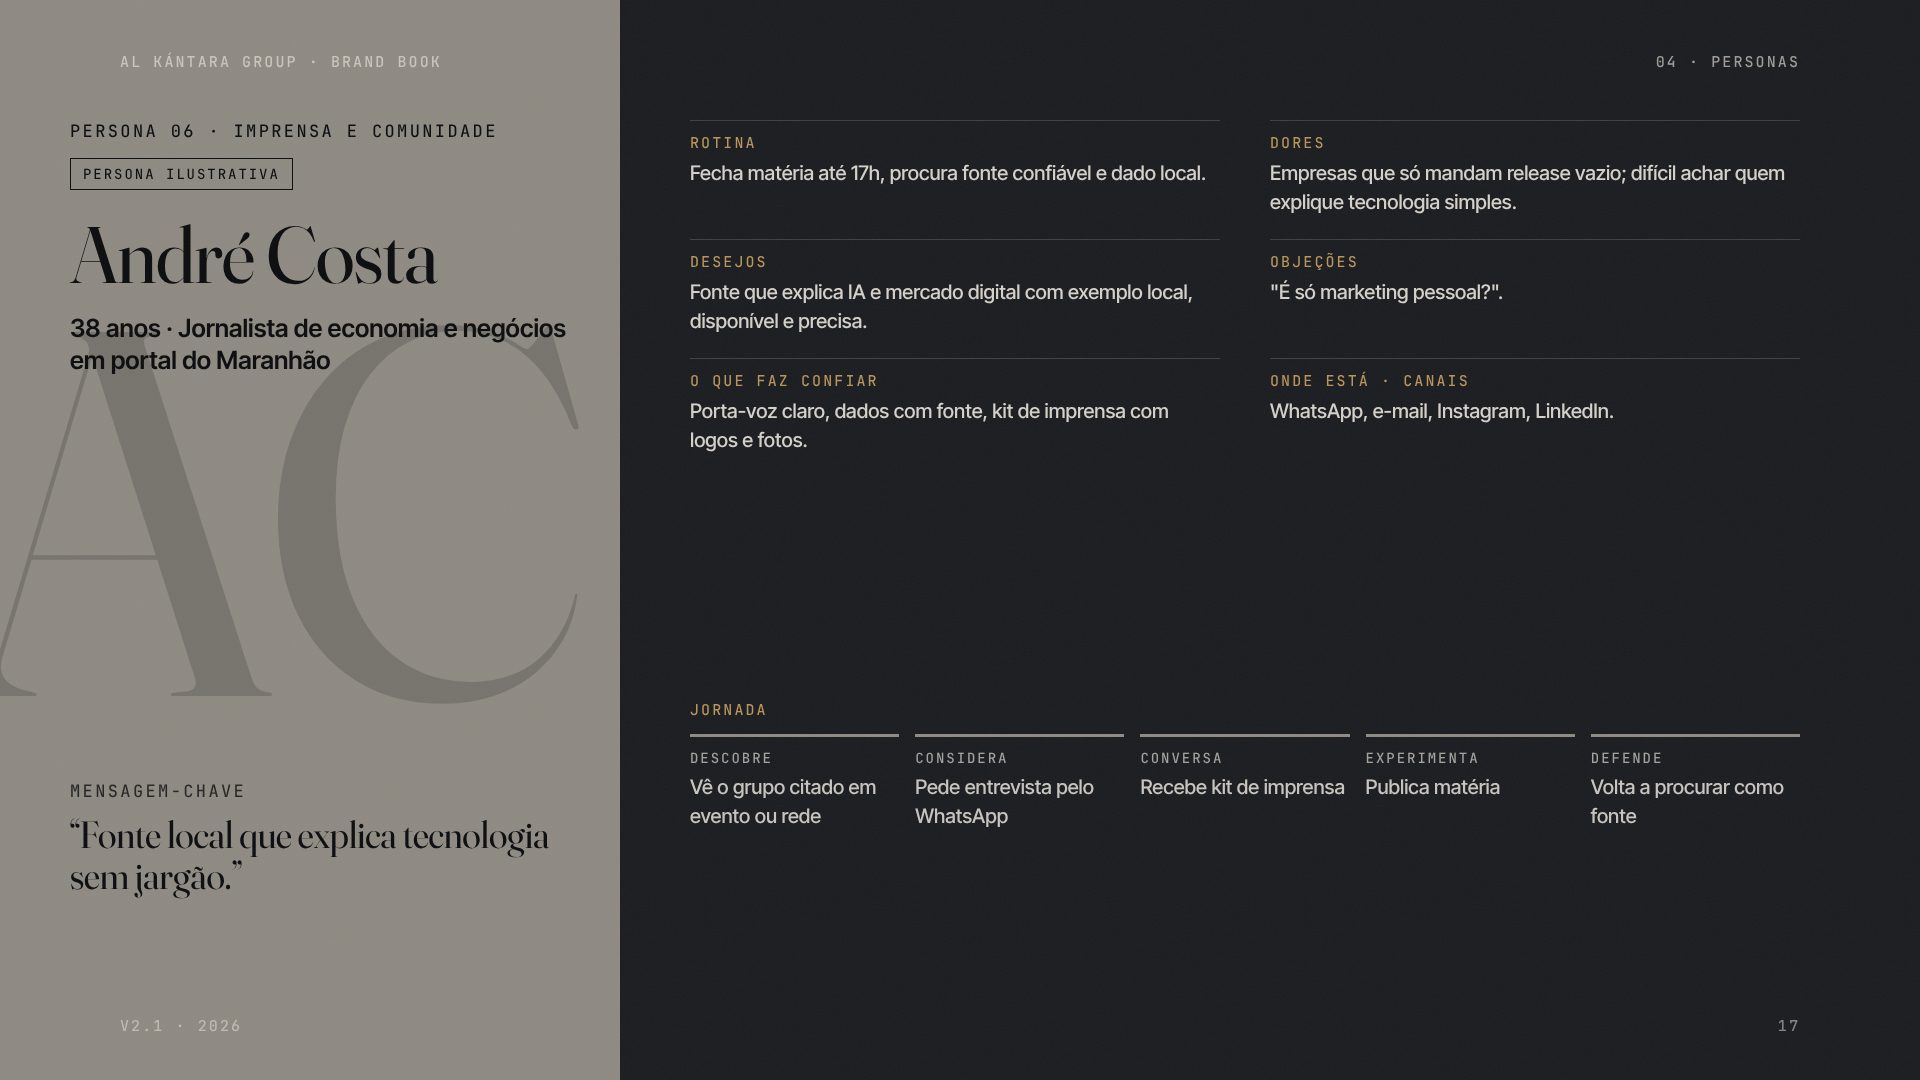 AL KÁNTARA GROUP · BRAND BOOK
04 · PERSONAS
PERSONA 06 · IMPRENSA E COMUNIDADE
PERSONA ILUSTRATIVA
André Costa
38 anos · Jornalista de economia e negócios
em portal do Maranhão
AC
MENSAGEM-CHAVE
“Fonte local que explica tecnologia
sem jargão.”
ROTINA
Fecha matéria até 17h, procura fonte confiável e dado local.
DORES
Empresas que só mandam release vazio; difícil achar quem
explique tecnologia simples.
DESEJOS
Fonte que explica IA e mercado digital com exemplo local,
disponível e precisa.
OBJEÇÕES
"É só marketing pessoal?".
O QUE FAZ CONFIAR
Porta-voz claro, dados com fonte, kit de imprensa com
logos e fotos.
ONDE ESTÁ · CANAIS
WhatsApp, e-mail, Instagram, LinkedIn.
JORNADA
DESCOBRE
Vê o grupo citado em
evento ou rede
CONSIDERA
Pede entrevista pelo
WhatsApp
CONVERSA
Recebe kit de imprensa
EXPERIMENTA
Publica matéria
DEFENDE
Volta a procurar como
fonte
V2.1 · 2026
17